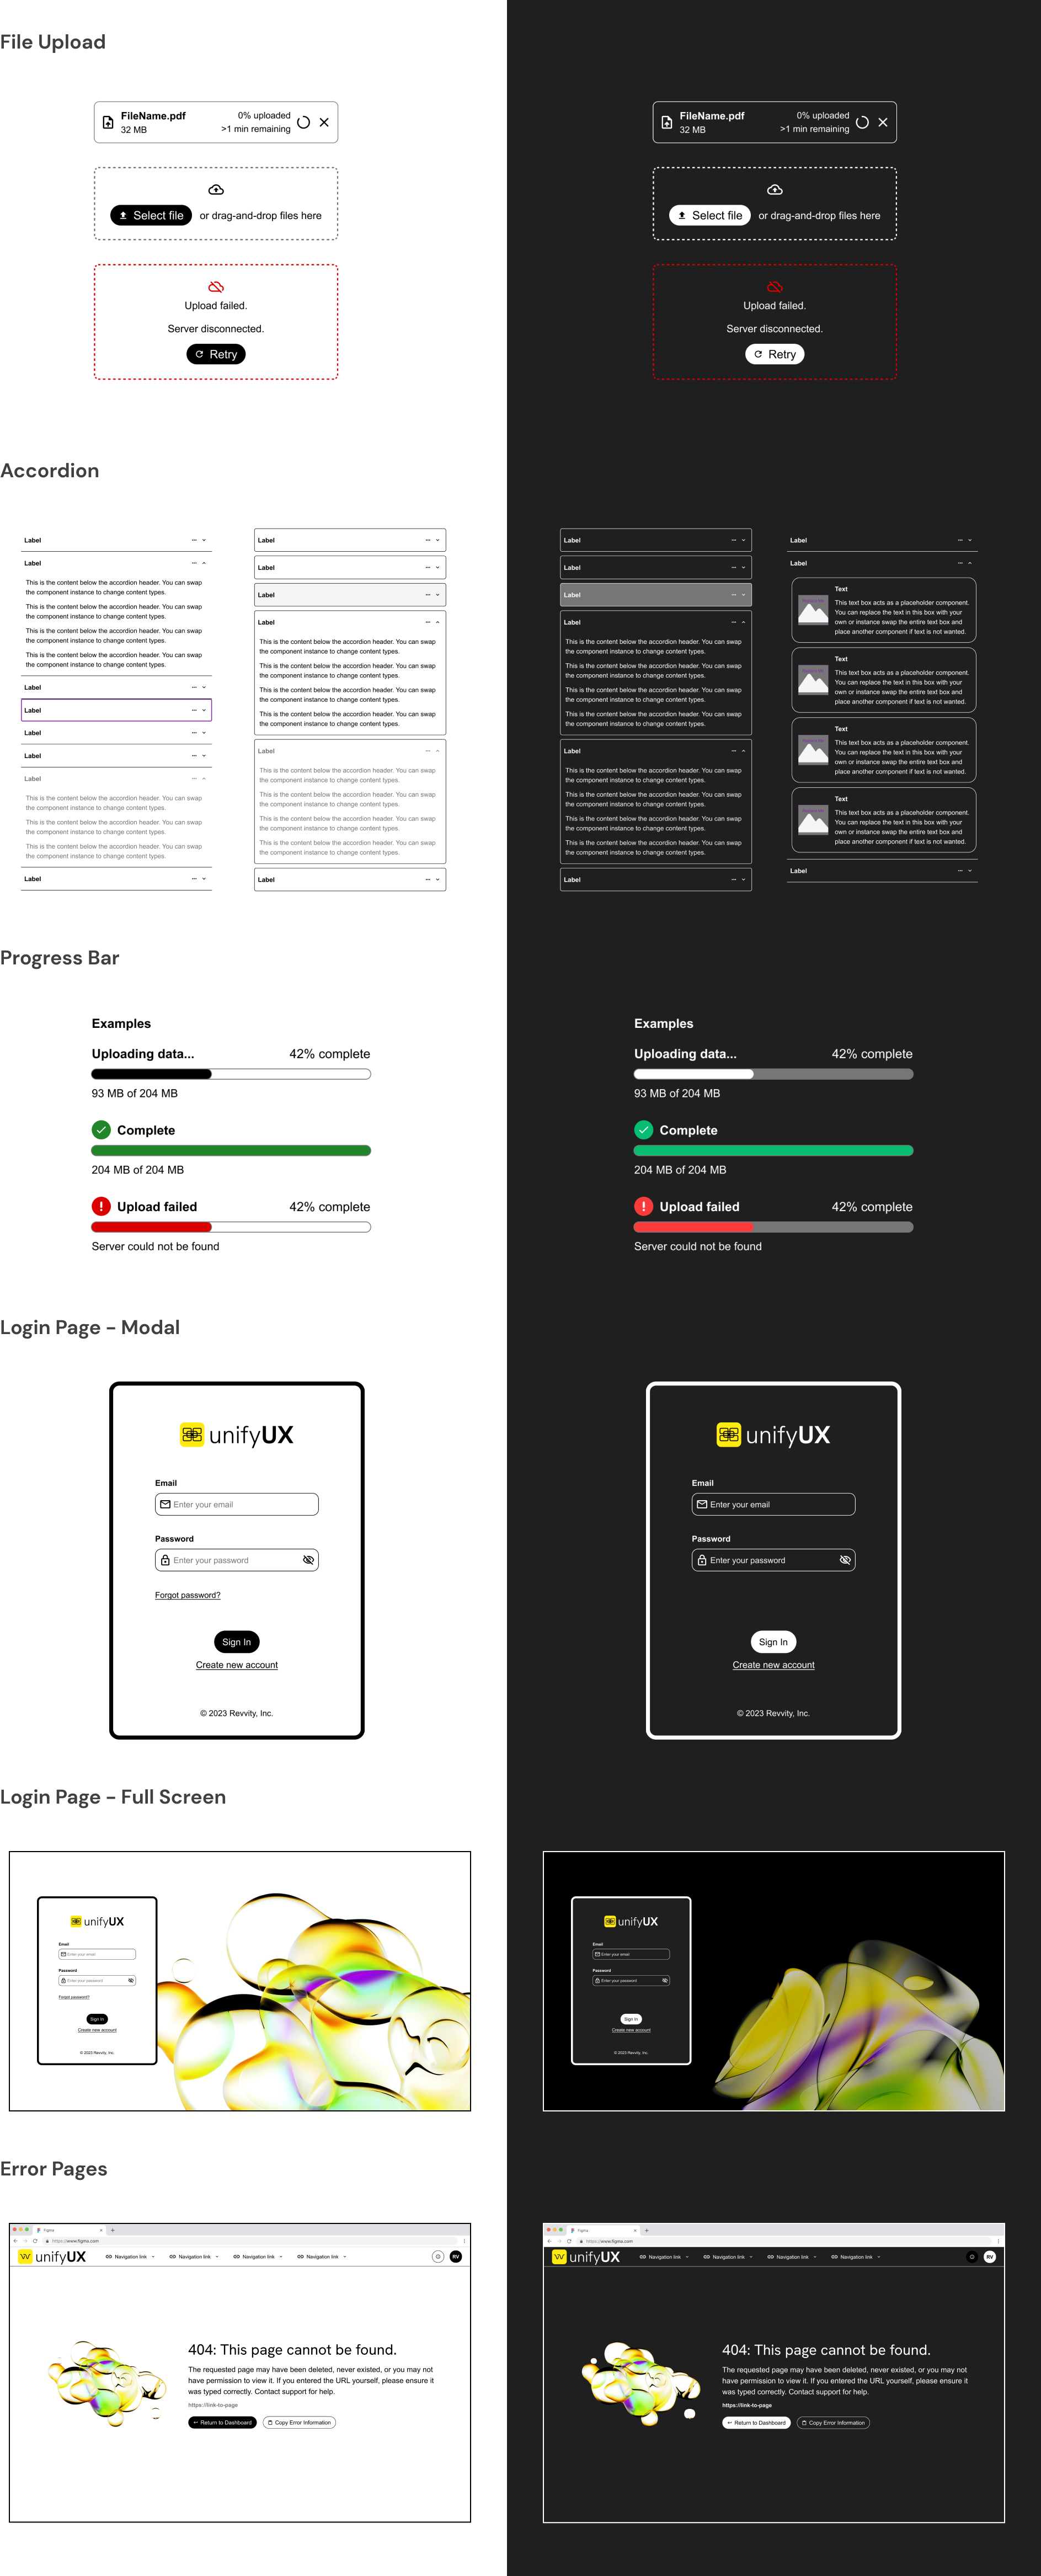 File Upload
FileName.pdf
32 MB
0% uploaded
>1 min remaining
Select file
or drag-and-drop files here
Upload failed.
Server disconnected.
Retry
FileName.pdf
32 MB
0% uploaded
>1 min remaining
Select file
or drag-and-drop files here
Upload failed.
Server disconnected.
Retry
Accordion
Label
Label
This is the content below the accordion header. You can swap
the component instance to change content types.
This is the content below the accordion header. You can swap
the component instance to change content types.
This is the content below the accordion header. You can swap
the component instance to change content types.
This is the content below the accordion header. You can swap
the component instance to change content types.
Label
Label
Label
Label
Label
This is the content below the accordion header. You can swap
the component instance to change content types.
This is the content below the accordion header. You can swap
the component instance to change content types.
This is the content below the accordion header. You can swap
the component instance to change content types.
Label
Label
Label
Label
Label
This is the content below the accordion header. You can swap
the component instance to change content types.
This is the content below the accordion header. You can swap
the component instance to change content types.
This is the content below the accordion header. You can swap
the component instance to change content types.
This is the content below the accordion header. You can swap
the component instance to change content types.
Label
This is the content below the accordion header. You can swap
the component instance to change content types.
This is the content below the accordion header. You can swap
the component instance to change content types.
This is the content below the accordion header. You can swap
the component instance to change content types.
This is the content below the accordion header. You can swap
the component instance to change content types.
Label
Label
Label
Label
Label
This is the content below the accordion header. You can swap
the component instance to change content types.
This is the content below the accordion header. You can swap
the component instance to change content types.
This is the content below the accordion header. You can swap
the component instance to change content types.
This is the content below the accordion header. You can swap
the component instance to change content types.
Label
This is the content below the accordion header. You can swap
the component instance to change content types.
This is the content below the accordion header. You can swap
the component instance to change content types.
This is the content below the accordion header. You can swap
the component instance to change content types.
This is the content below the accordion header. You can swap
the component instance to change content types.
Label
Label
Label
Text
This text box acts as a placeholder component.
You can replace the text in this box with your
own or instance swap the entire text box and
place another component if text is not wanted.
Text
This text box acts as a placeholder component.
You can replace the text in this box with your
own or instance swap the entire text box and
place another component if text is not wanted.
Text
This text box acts as a placeholder component.
You can replace the text in this box with your
own or instance swap the entire text box and
place another component if text is not wanted.
Text
This text box acts as a placeholder component.
You can replace the text in this box with your
own or instance swap the entire text box and
place another component if text is not wanted.
Label
Progress Bar
Examples
Uploading data... 42% complete
93 MB of 204 MB
Complete
204 MB of 204 MB
Upload failed 42% complete
Server could not be found
Examples
Uploading data... 42% complete
93 MB of 204 MB
Complete
204 MB of 204 MB
Upload failed 42% complete
Server could not be found
Login Page - Modal
unifyUX
Email
Enter your email
Password
Enter your password
Forgot password?
Sign In
Create new account
© 2023 Revvity, Inc.
unifyUX
Email
Enter your email
Password
Enter your password
Sign In
Create new account
© 2023 Revvity, Inc.
Login Page - Full Screen
unifyUX
Email
Enter your email
Password
Enter your password
Forgot password?
Sign In
Create new account
© 2023 Revvity, Inc.
unifyUX
Email
Enter your email
Password
Enter your password
Sign In
Create new account
© 2023 Revvity, Inc.
Error Pages
Figma
https://www.figma.com
unifyUX Navigation link Navigation link Navigation link Navigation link RV
404: This page cannot be found.
The requested page may have been deleted, never existed, or you may not
have permission to view it. If you entered the URL yourself, please ensure it
was typed correctly. Contact support for help.
https://link-to-page
Return to Dashboard Copy Error Information
Figma
https://www.figma.com
unifyUX Navigation link Navigation link Navigation link Navigation link RV
404: This page cannot be found.
The requested page may have been deleted, never existed, or you may not
have permission to view it. If you entered the URL yourself, please ensure it
was typed correctly. Contact support for help.
https://link-to-page
Return to Dashboard Copy Error Information